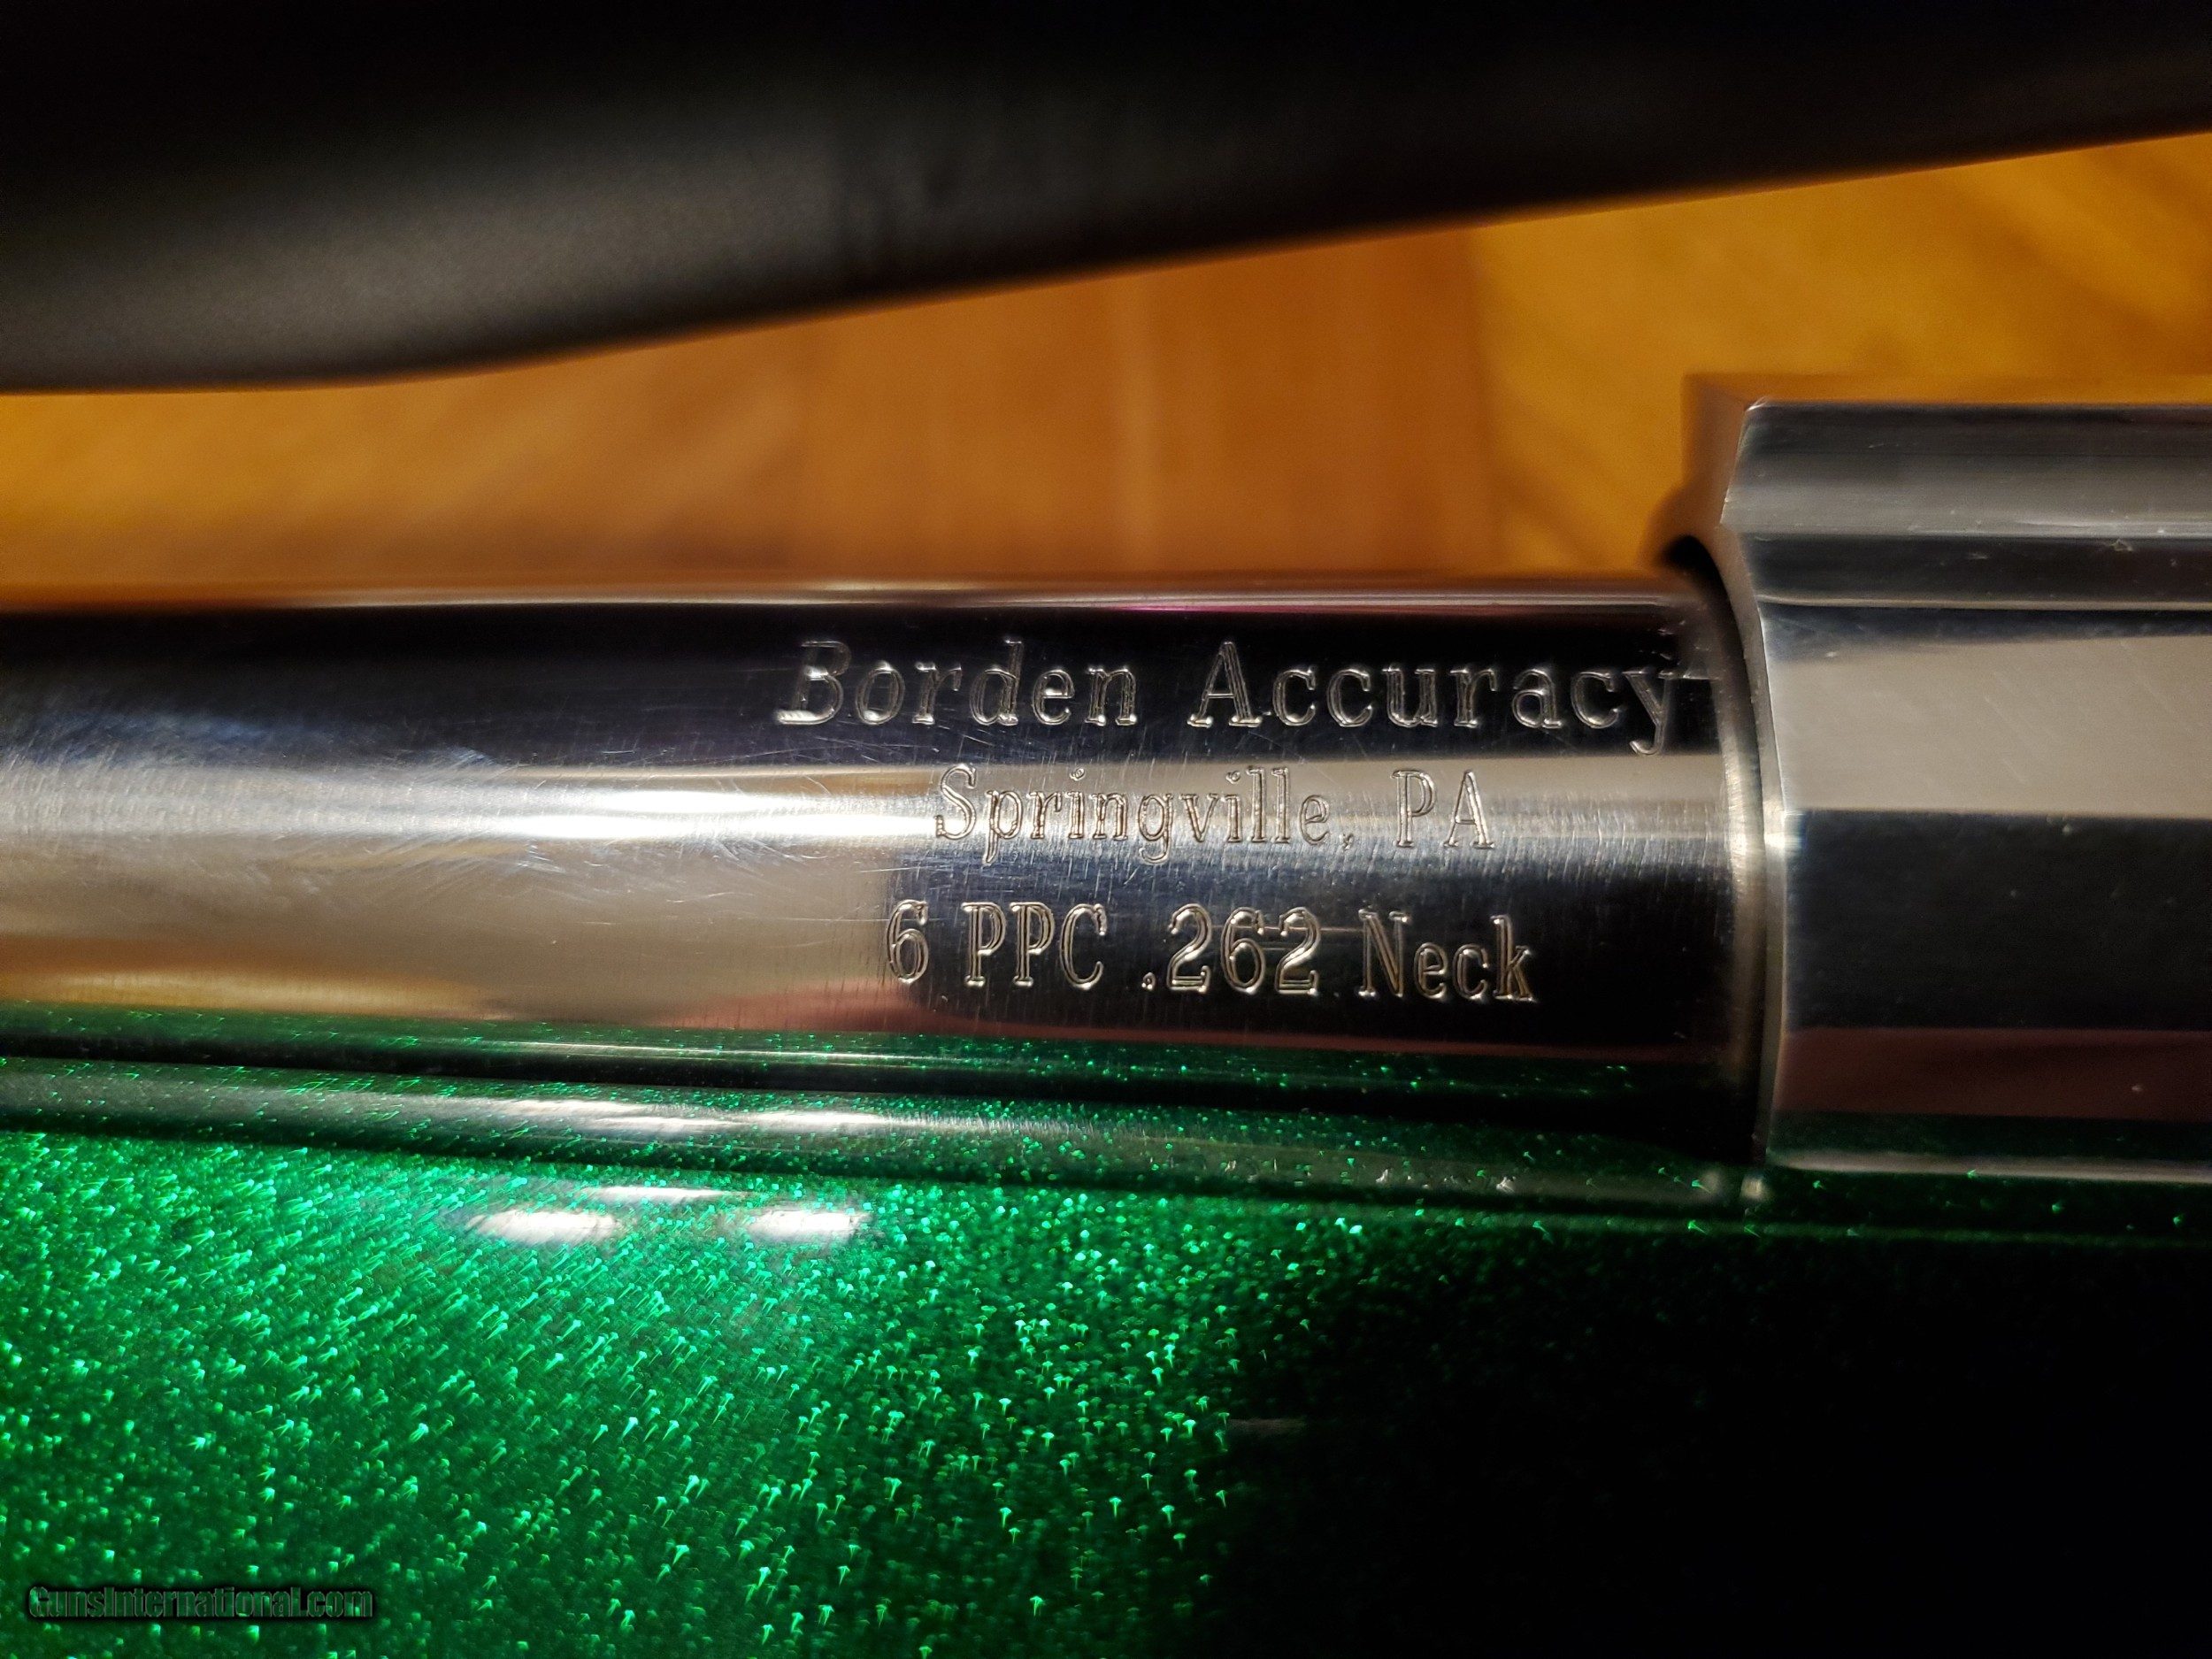 Borden Accuracy
Springville, PA
6 PPC .262 Neck
GunsInternational.com